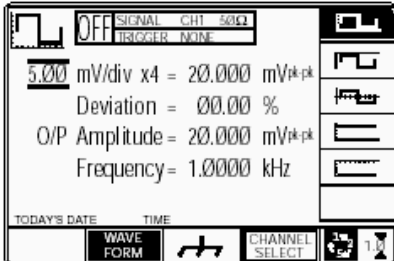 OFF SIGNAL CH1 50Ω
TRIGGER NONE
5.00 mV/div x4 = 20.000 mVpk-pk
Deviation = 00.00 %
O/P Amplitude = 20.000 mVpk-pk
Frequency = 1.0000 kHz
TODAY'S DATE TIME
WAVE FORM
CHANNEL SELECT
1.0